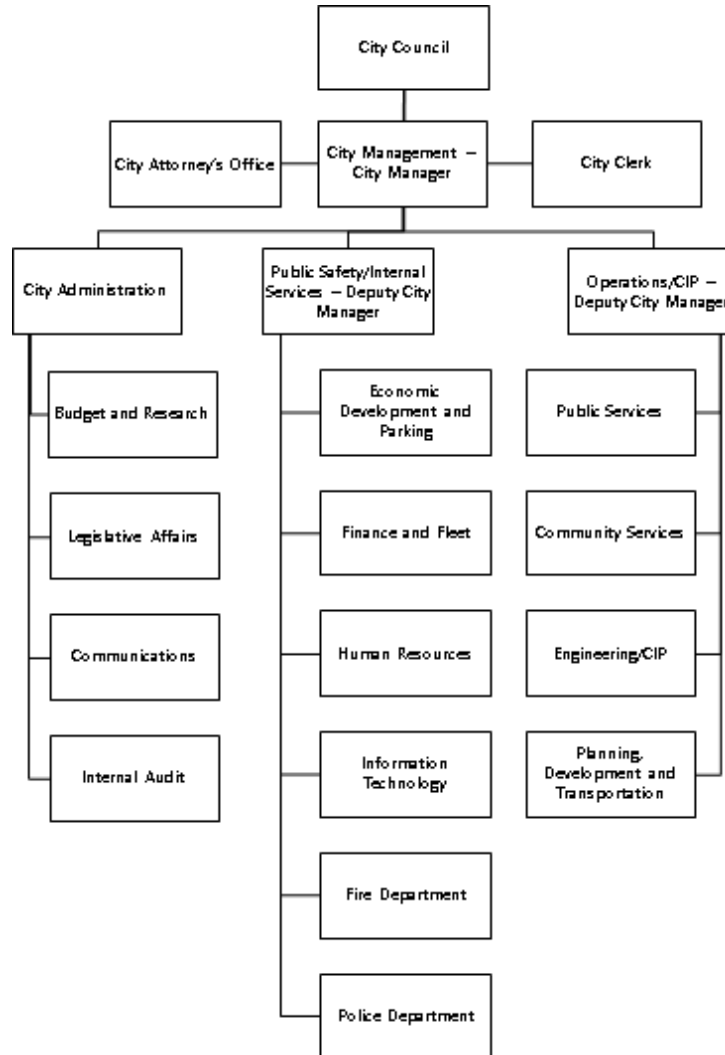 City Council
City Attorney's Office
City Management –
City Manager
City Clerk
City Administration
Public Safety/Internal
Services – Deputy City
Manager
Operations/CIP –
Deputy City Manager
Budget and Research
Legislative Affairs
Communications
Internal Audit
Economic
Development and
Parking
Finance and Fleet
Human Resources
Information
Technology
Fire Department
Police Department
Public Services
Community Services
Engineering/CIP
Planning,
Development and
Transportation